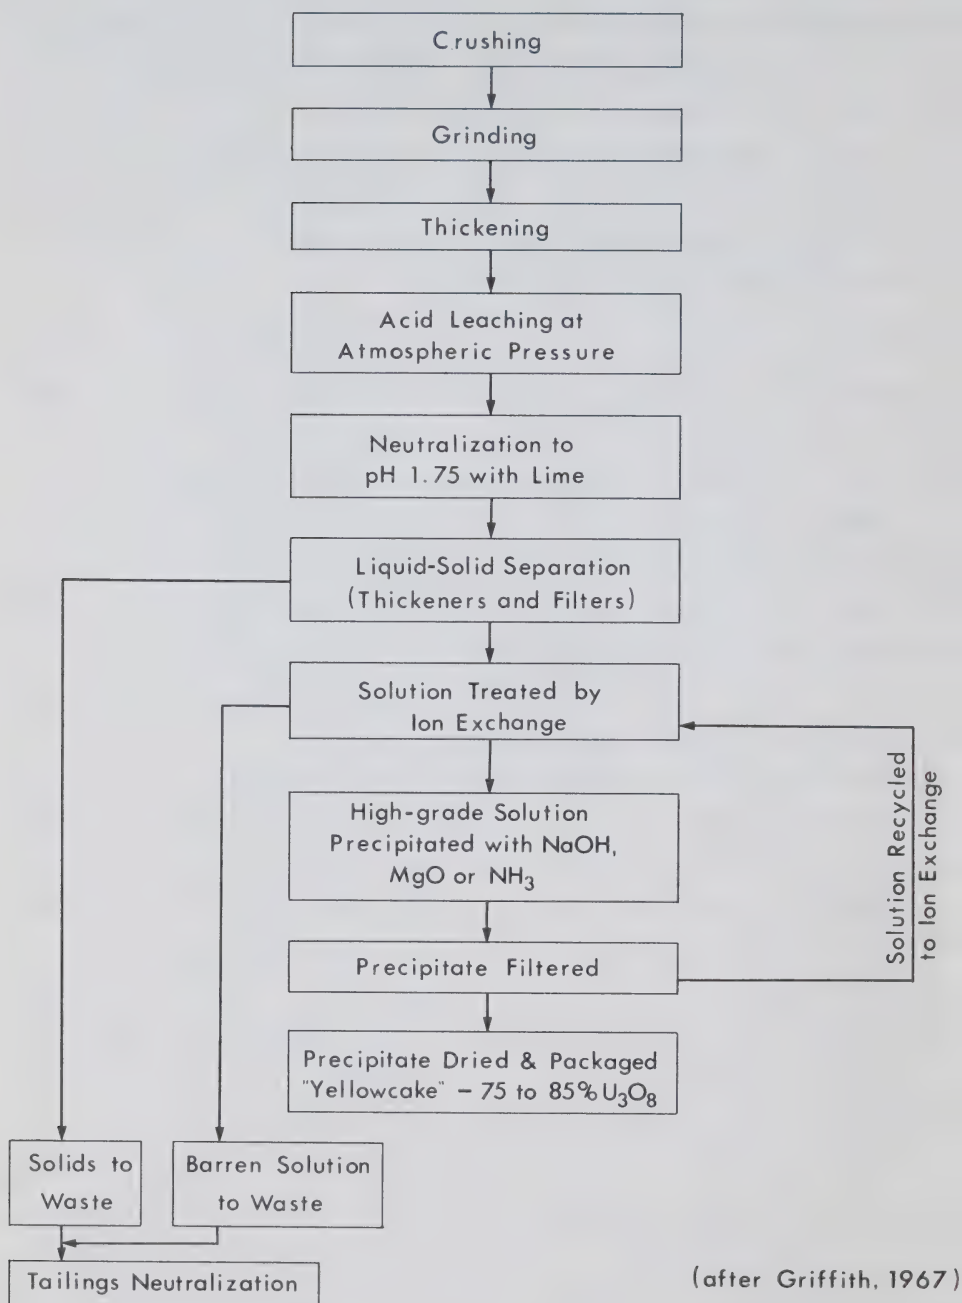 Crushing
Grinding
Thickening
Acid Leaching at
Atmospheric Pressure
Neutralization to
pH 1.75 with Lime
Liquid-Solid Separation
(Thickeners and Filters)
Solution Treated by
Ion Exchange
High-grade Solution
Precipitated with NaOH,
MgO or NH₃
Solution Recycled
to Ion Exchange
Precipitate Filtered
Precipitate Dried & Packaged
"Yellowcake" – 75 to 85% U₃O₈
Solids to
Waste
Barren Solution
to Waste
Tailings Neutralization
(after Griffith, 1967)